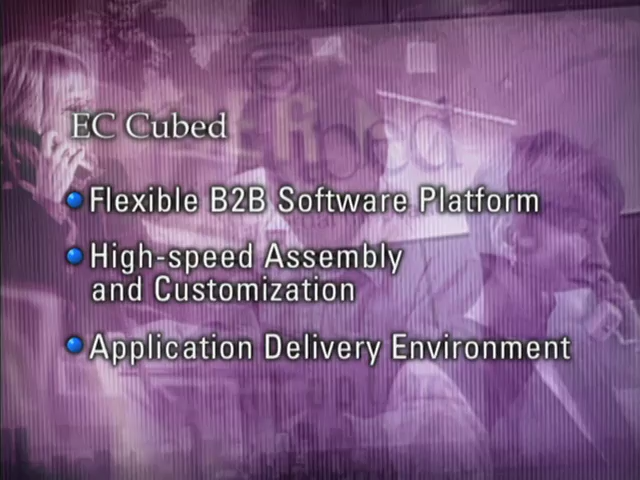 EC Cubed
Flexible B2B Software Platform
High-speed Assembly
and Customization
Application Delivery Environment